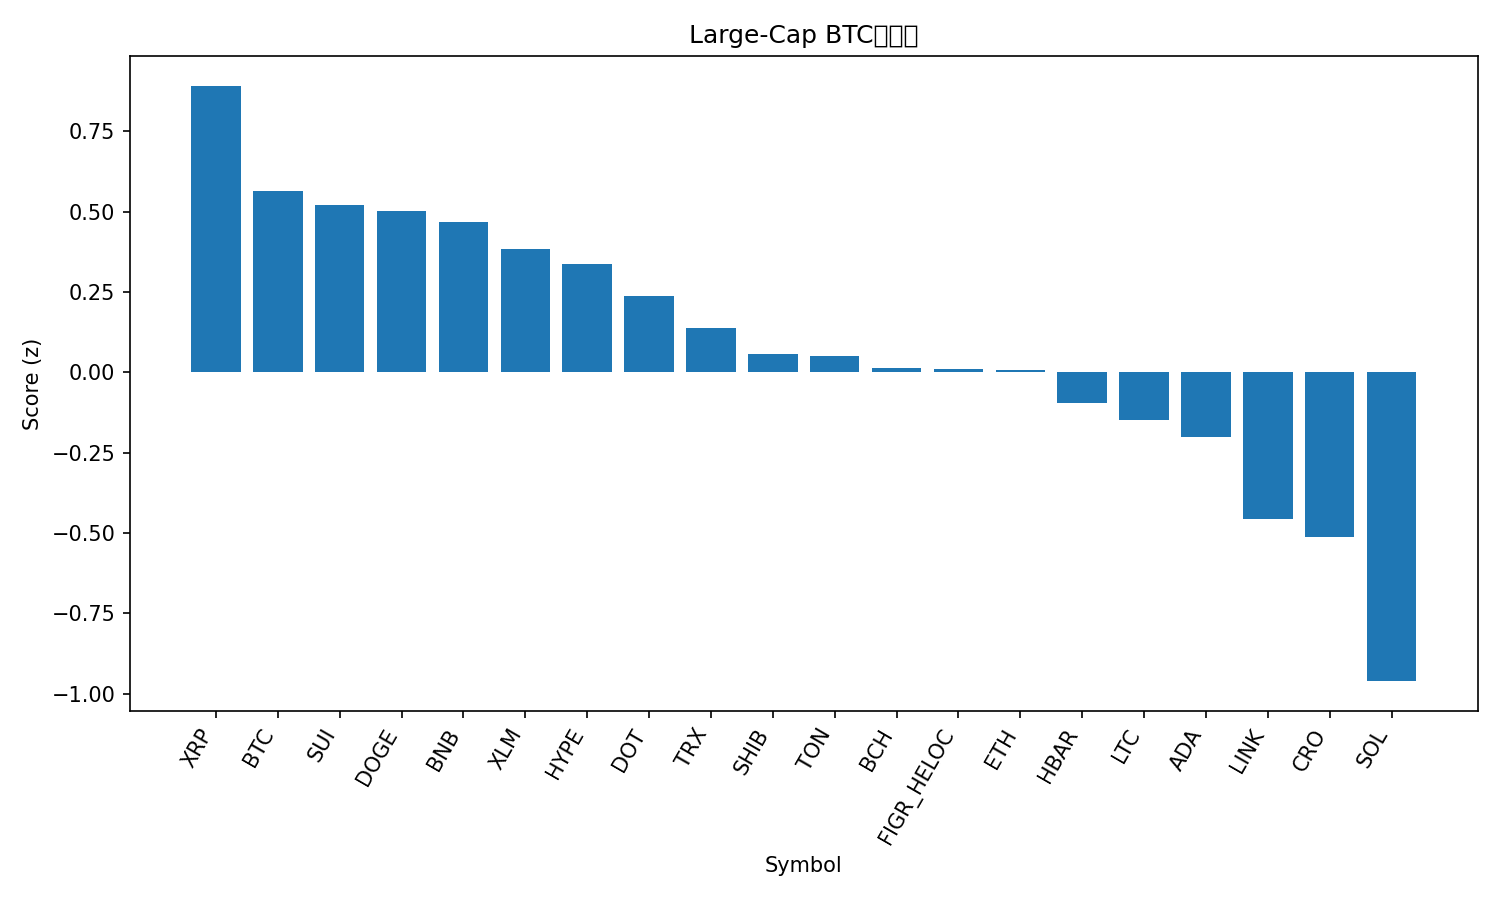 Large-Cap BTC
Score (z)
0.75
0.50
0.25
0.00
−0.25
−0.50
−0.75
−1.00
XRP
BTC
SUI
DOGE
BNB
XLM
HYPE
DOT
TRX
SHIB
TON
BCH
FIGR_HELOC
ETH
HBAR
LTC
ADA
LINK
CRO
SOL
Symbol